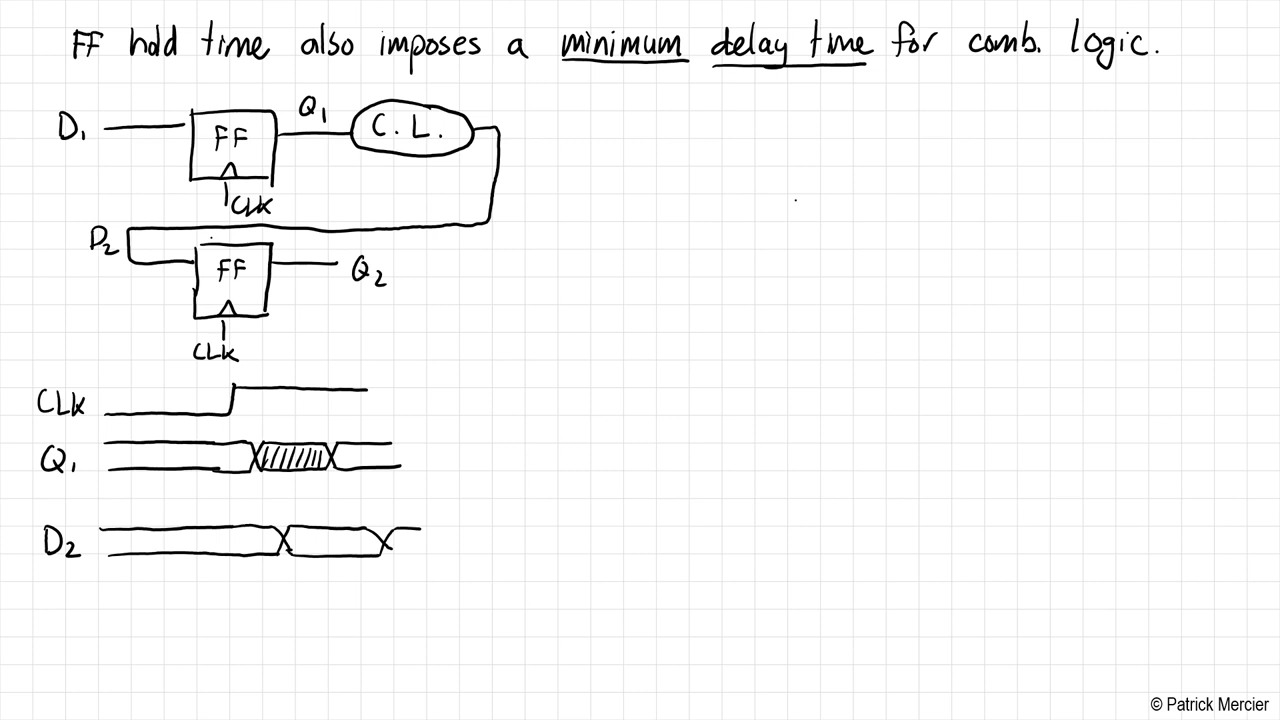 FF hold time also imposes a minimum delay time for comb. logic.
D1 FF Q1 C. L.
CLK
D2 FF Q2
CLK
CLK
Q1
D2
© Patrick Mercier